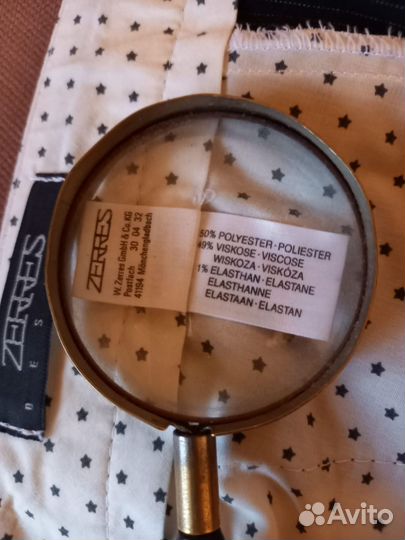 ZERRES
W. Zerres GmbH & Co. KG
Postfach 30 04 32
41194 Mönchengladbach
50% POLYESTER · POLIESTER
49% VISKOSE · VISCOSE
WISKOZA · VISKÓZA
1% ELASTHAN · ELASTANE
ELASTHANNE
ELASTAAN · ELASTAN
ZERRES
Avito